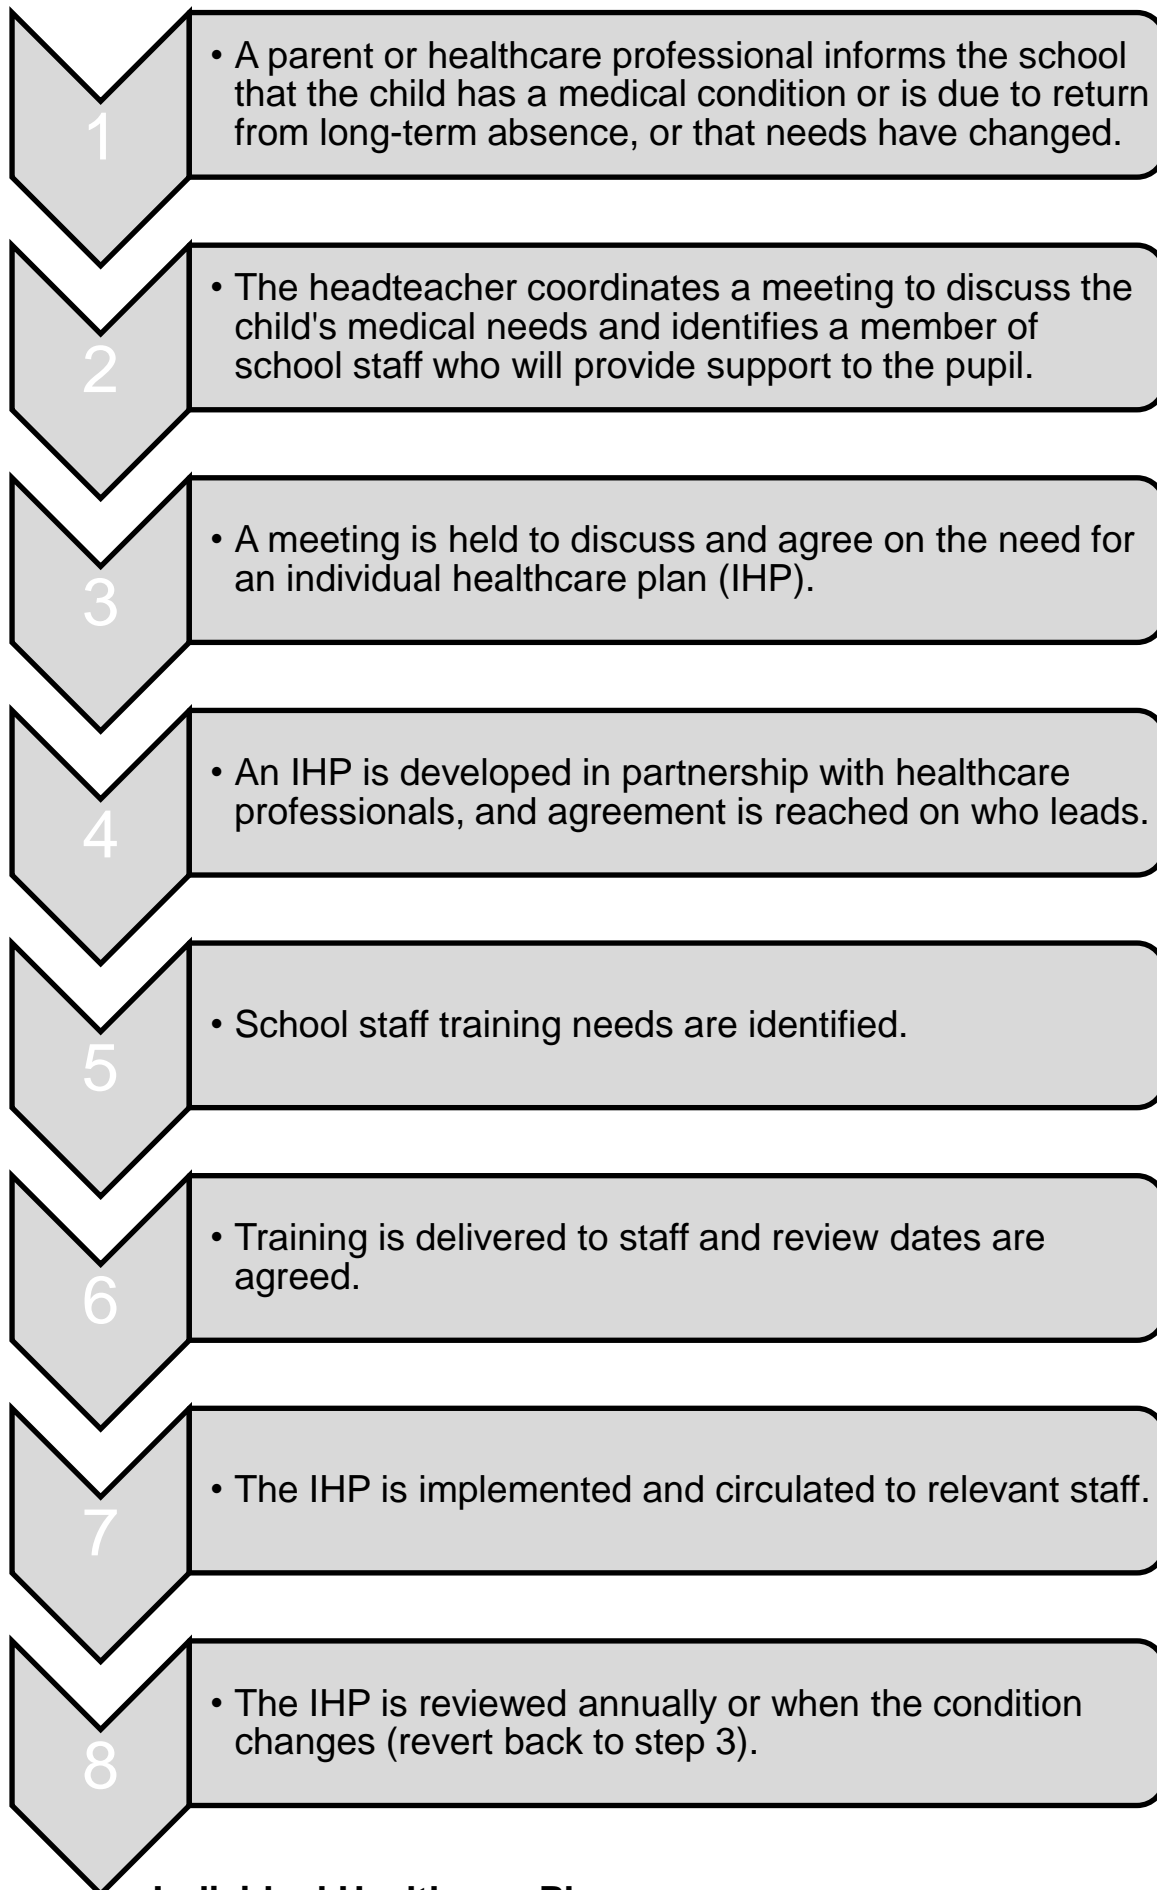 1
• A parent or healthcare professional informs the school
that the child has a medical condition or is due to return
from long-term absence, or that needs have changed.
2
• The headteacher coordinates a meeting to discuss the
child's medical needs and identifies a member of
school staff who will provide support to the pupil.
3
• A meeting is held to discuss and agree on the need for
an individual healthcare plan (IHP).
4
• An IHP is developed in partnership with healthcare
professionals, and agreement is reached on who leads.
5
• School staff training needs are identified.
6
• Training is delivered to staff and review dates are
agreed.
7
• The IHP is implemented and circulated to relevant staff.
8
• The IHP is reviewed annually or when the condition
changes (revert back to step 3).